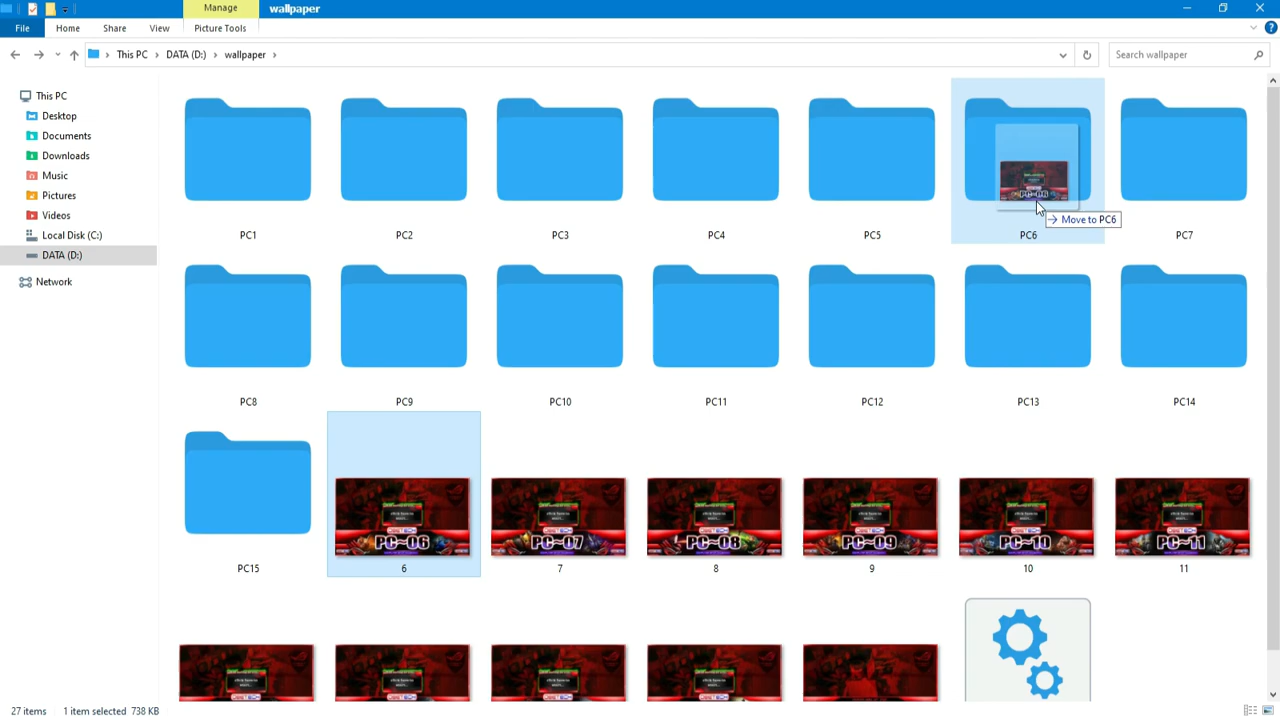 Manage
wallpaper
File
Home
Share
View
Picture Tools
This PC
DATA (D:)
wallpaper
Search wallpaper
This PC
Desktop
Documents
Downloads
Music
Pictures
Videos
Local Disk (C:)
DATA (D:)
Network
PC~06
Move to PC6
PC1
PC2
PC3
PC4
PC5
PC6
PC7
PC8
PC9
PC10
PC11
PC12
PC13
PC14
PC~06
PC~07
PC~08
PC~09
PC~10
PC~11
PC15
6
7
8
9
10
11
27 items
1 item selected 738 KB